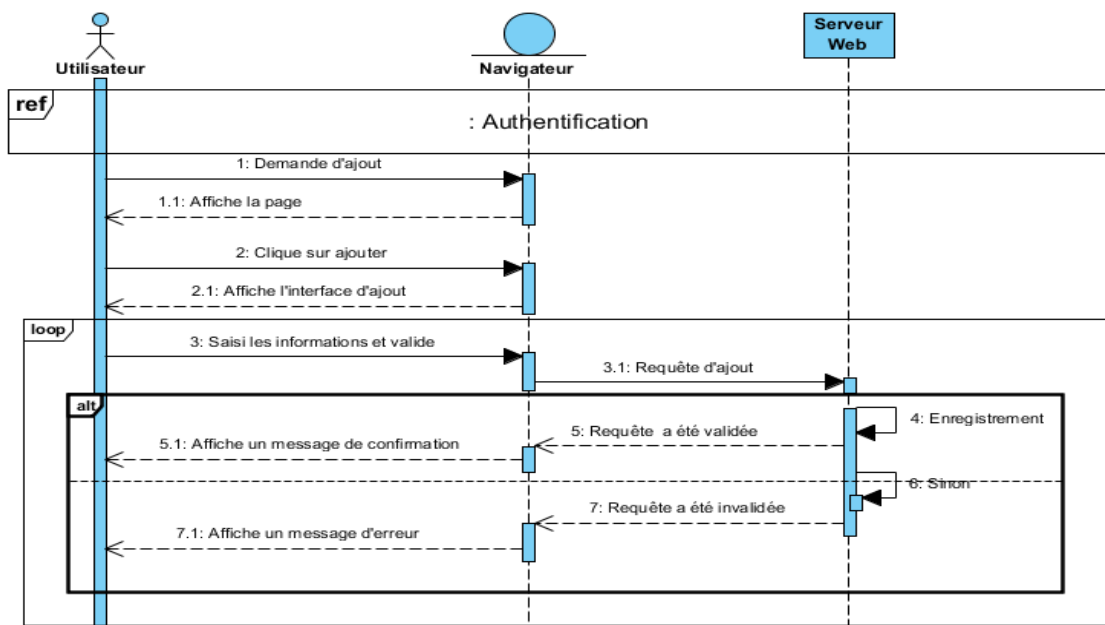 Serveur
Web
Utilisateur
Navigateur
ref
: Authentification
1: Demande d'ajout
1.1: Affiche la page
2: Clique sur ajouter
2.1: Affiche l'interface d'ajout
loop
3: Saisi les informations et valide
3.1: Requête d'ajout
alt
4: Enregistrement
5: Requête a été validée
5.1: Affiche un message de confirmation
6: Sinon
7: Requête a été invalidée
7.1: Affiche un message d'erreur